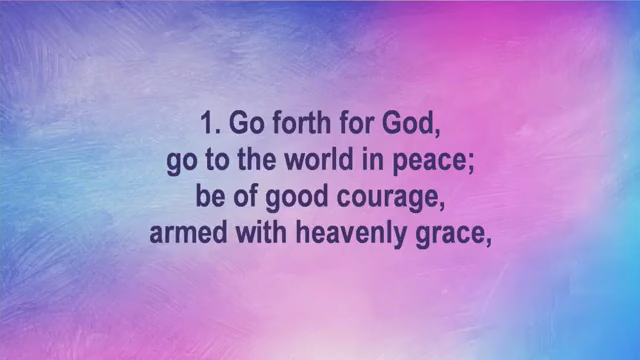 1. Go forth for God,
go to the world in peace;
be of good courage,
armed with heavenly grace,